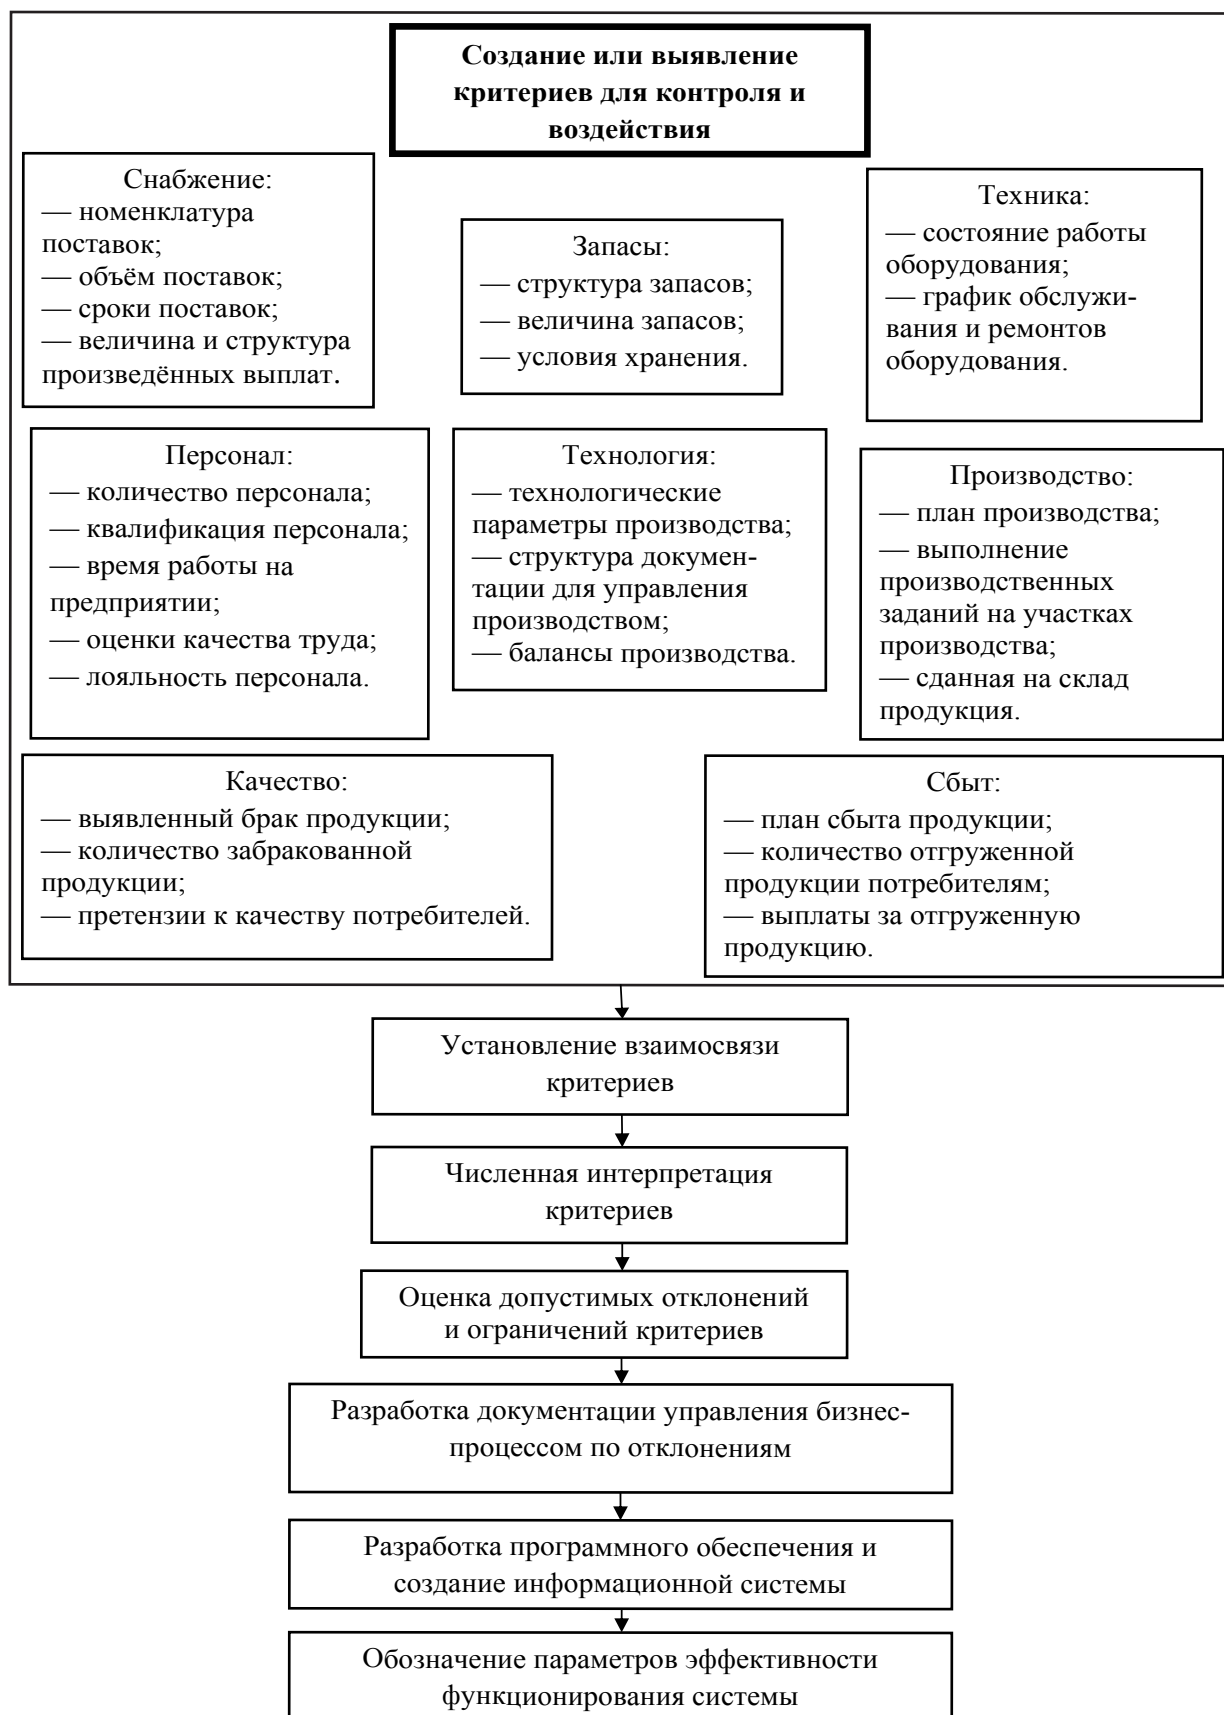 Создание или выявление
критериев для контроля и
воздействия
Снабжение:
— номенклатура
поставок;
— объём поставок;
— сроки поставок;
— величина и структура
произведённых выплат.
Запасы:
— структура запасов;
— величина запасов;
— условия хранения.
Техника:
— состояние работы
оборудования;
— график обслужи-
вания и ремонтов
оборудования.
Персонал:
— количество персонала;
— квалификация персонала;
— время работы на
предприятии;
— оценки качества труда;
— лояльность персонала.
Технология:
— технологические
параметры производства;
— структура докумен-
тации для управления
производством;
— балансы производства.
Производство:
— план производства;
— выполнение
производственных
заданий на участках
производства;
— сданная на склад
продукция.
Качество:
— выявленный брак продукции;
— количество забракованной
продукции;
— претензии к качеству потребителей.
Сбыт:
— план сбыта продукции;
— количество отгруженной
продукции потребителям;
— выплаты за отгруженную
продукцию.
Установление взаимосвязи
критериев
Численная интерпретация
критериев
Оценка допустимых отклонений
и ограничений критериев
Разработка документации управления бизнес-
процессом по отклонениям
Разработка программного обеспечения и
создание информационной системы
Обозначение параметров эффективности
функционирования системы